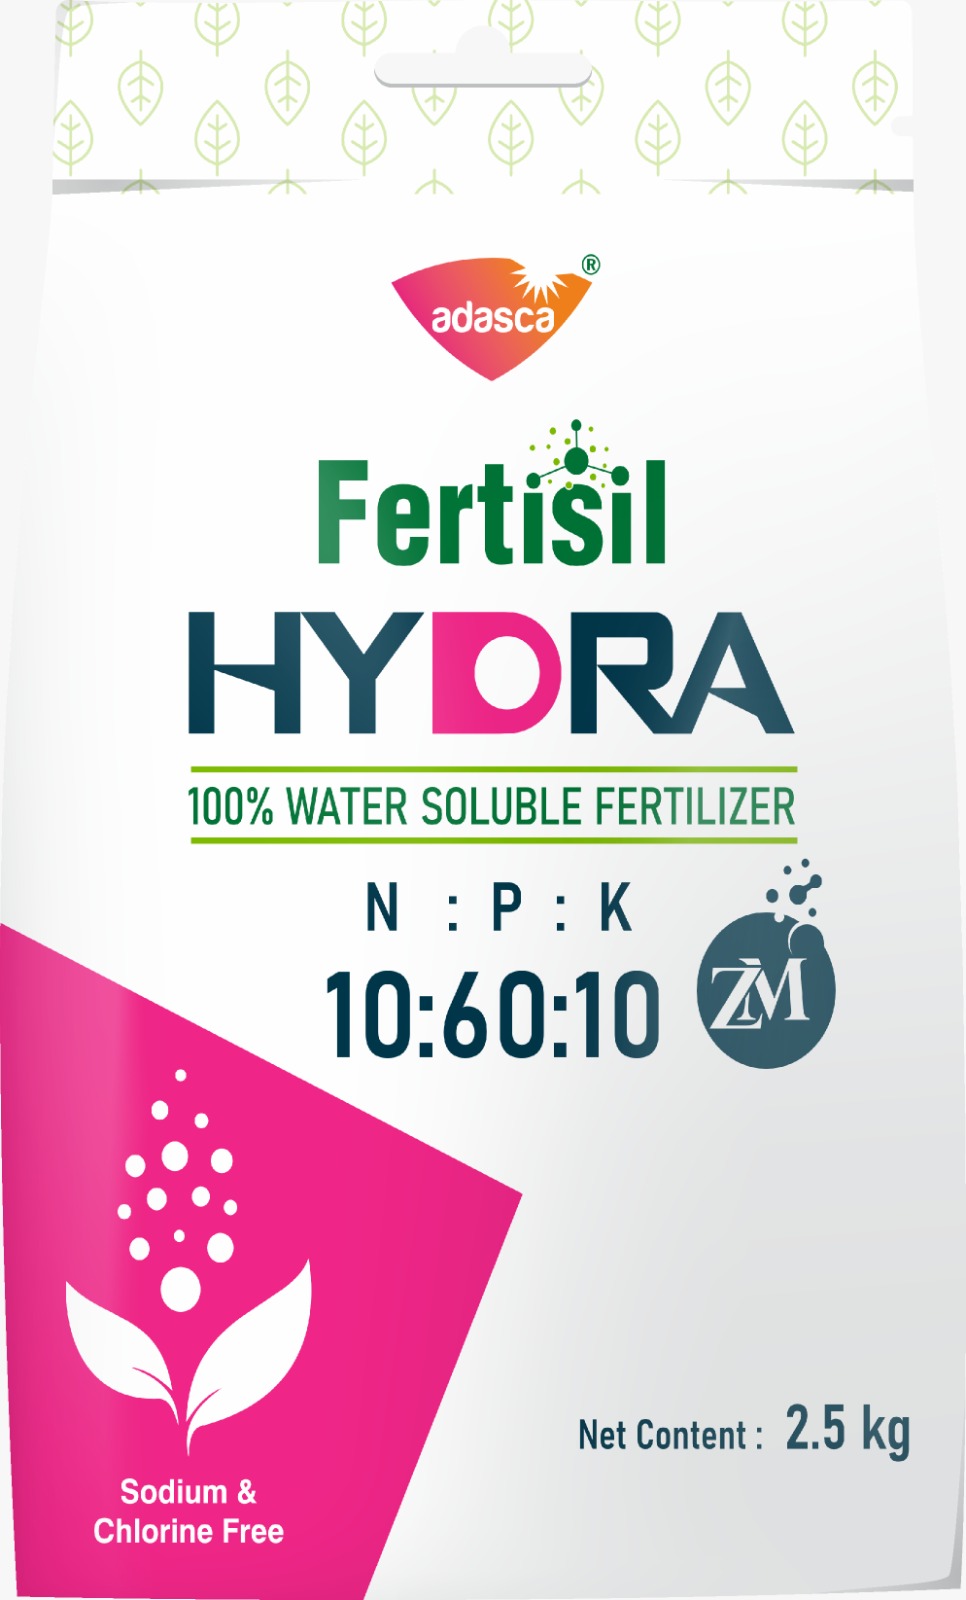 adasca ®
Fertisil
HYDRA
100% WATER SOLUBLE FERTILIZER
N : P : K
10:60:10
ZM
Net Content : 2.5 kg
Sodium &
Chlorine Free